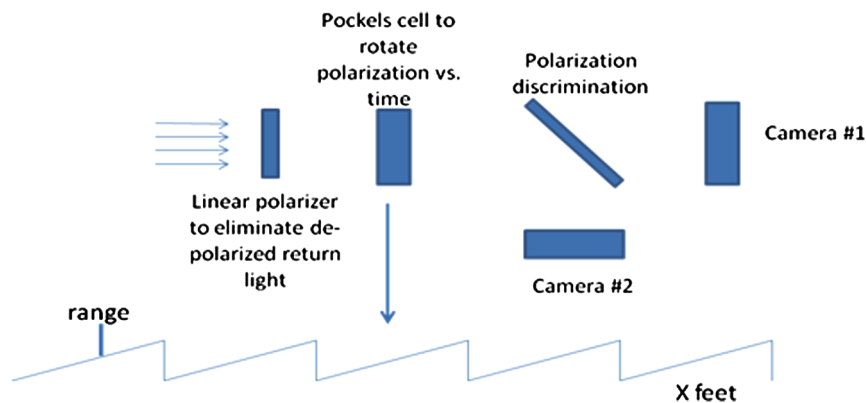 Pockels cell to
rotate
polarization vs.
time
Polarization
discrimination
Camera #1
Linear polarizer
to eliminate de-
polarized return
light
Camera #2
range
X feet